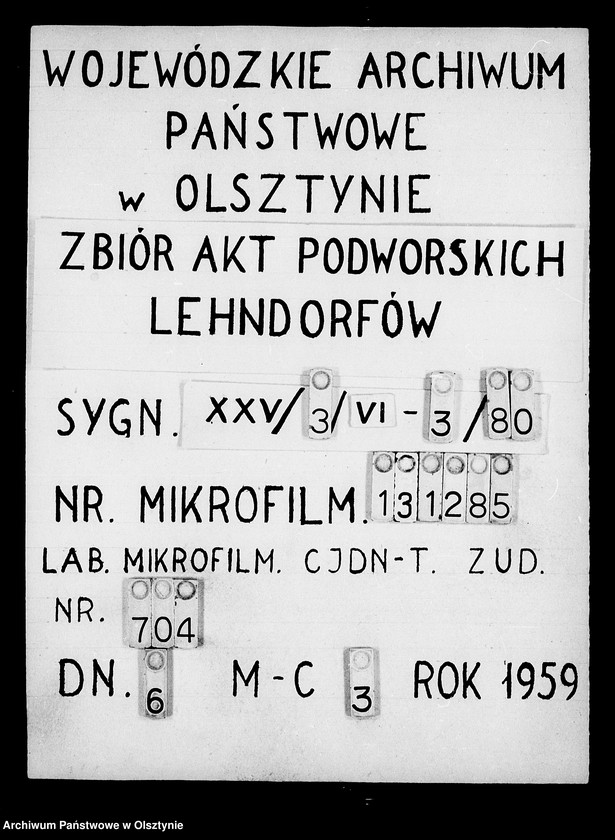 WOJEWÓDZKIE ARCHIWUM
PAŃSTWOWE
w OLSZTYNIE
ZBIÓR AKT PODWORSKICH
LEHNDORFÓW
SYGN. XXV/3/VI-3/80
NR. MIKROFILM. 131285
LAB. MIKROFILM. CJDN-T. ZUD.
NR. 704
DN. 6 M-C 3 ROK 1959
Archiwum Państwowe w Olsztynie